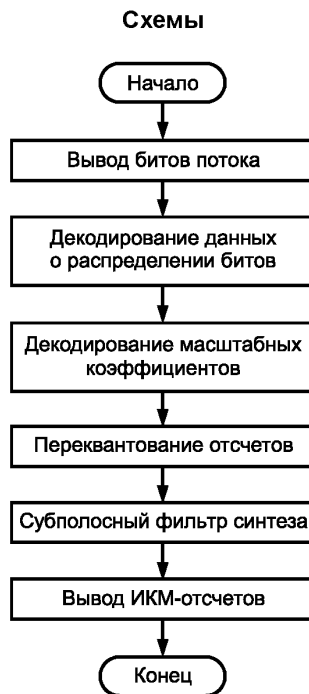 Схемы
Начало
Вывод битов потока
Декодирование данных
о распределении битов
Декодирование масштабных
коэффициентов
Переквантование отсчетов
Субполосный фильтр синтеза
Вывод ИКМ-отсчетов
Конец